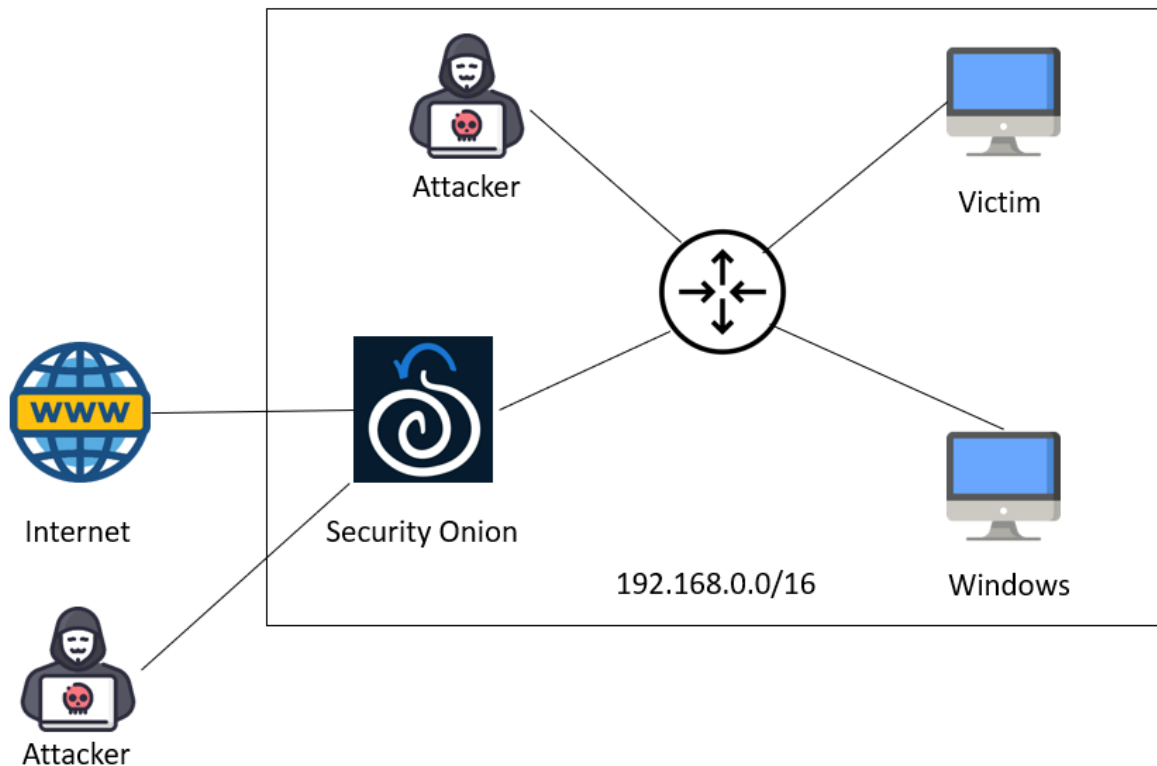 Attacker
Victim
WWW
Internet
Security Onion
192.168.0.0/16
Windows
Attacker